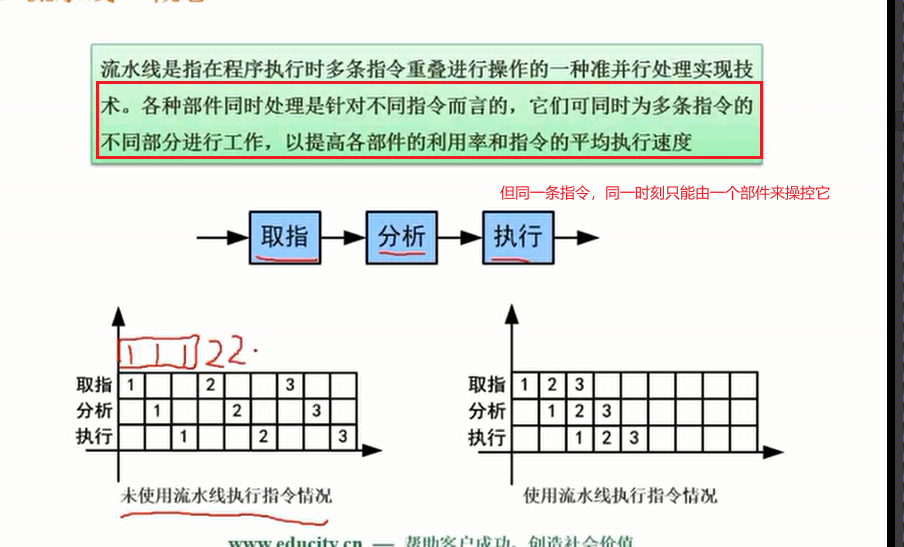 流水线是指在程序执行时多条指令重叠进行操作的一种准并行处理实现技
术。各种部件同时处理是针对不同指令而言的，它们可同时为多条指令的
不同部分进行工作，以提高各部件的利用率和指令的平均执行速度
但同一条指令，同一时刻只能由一个部件来操控它
取指 分析 执行
1 1 1 2 2
取指 1 2 3
分析 1 2 3
执行 1 2 3
未使用流水线执行指令情况
取指 1 2 3
分析 1 2 3
执行 1 2 3
使用流水线执行指令情况
www.educity.cn — 帮助客户成功，创造社会价值